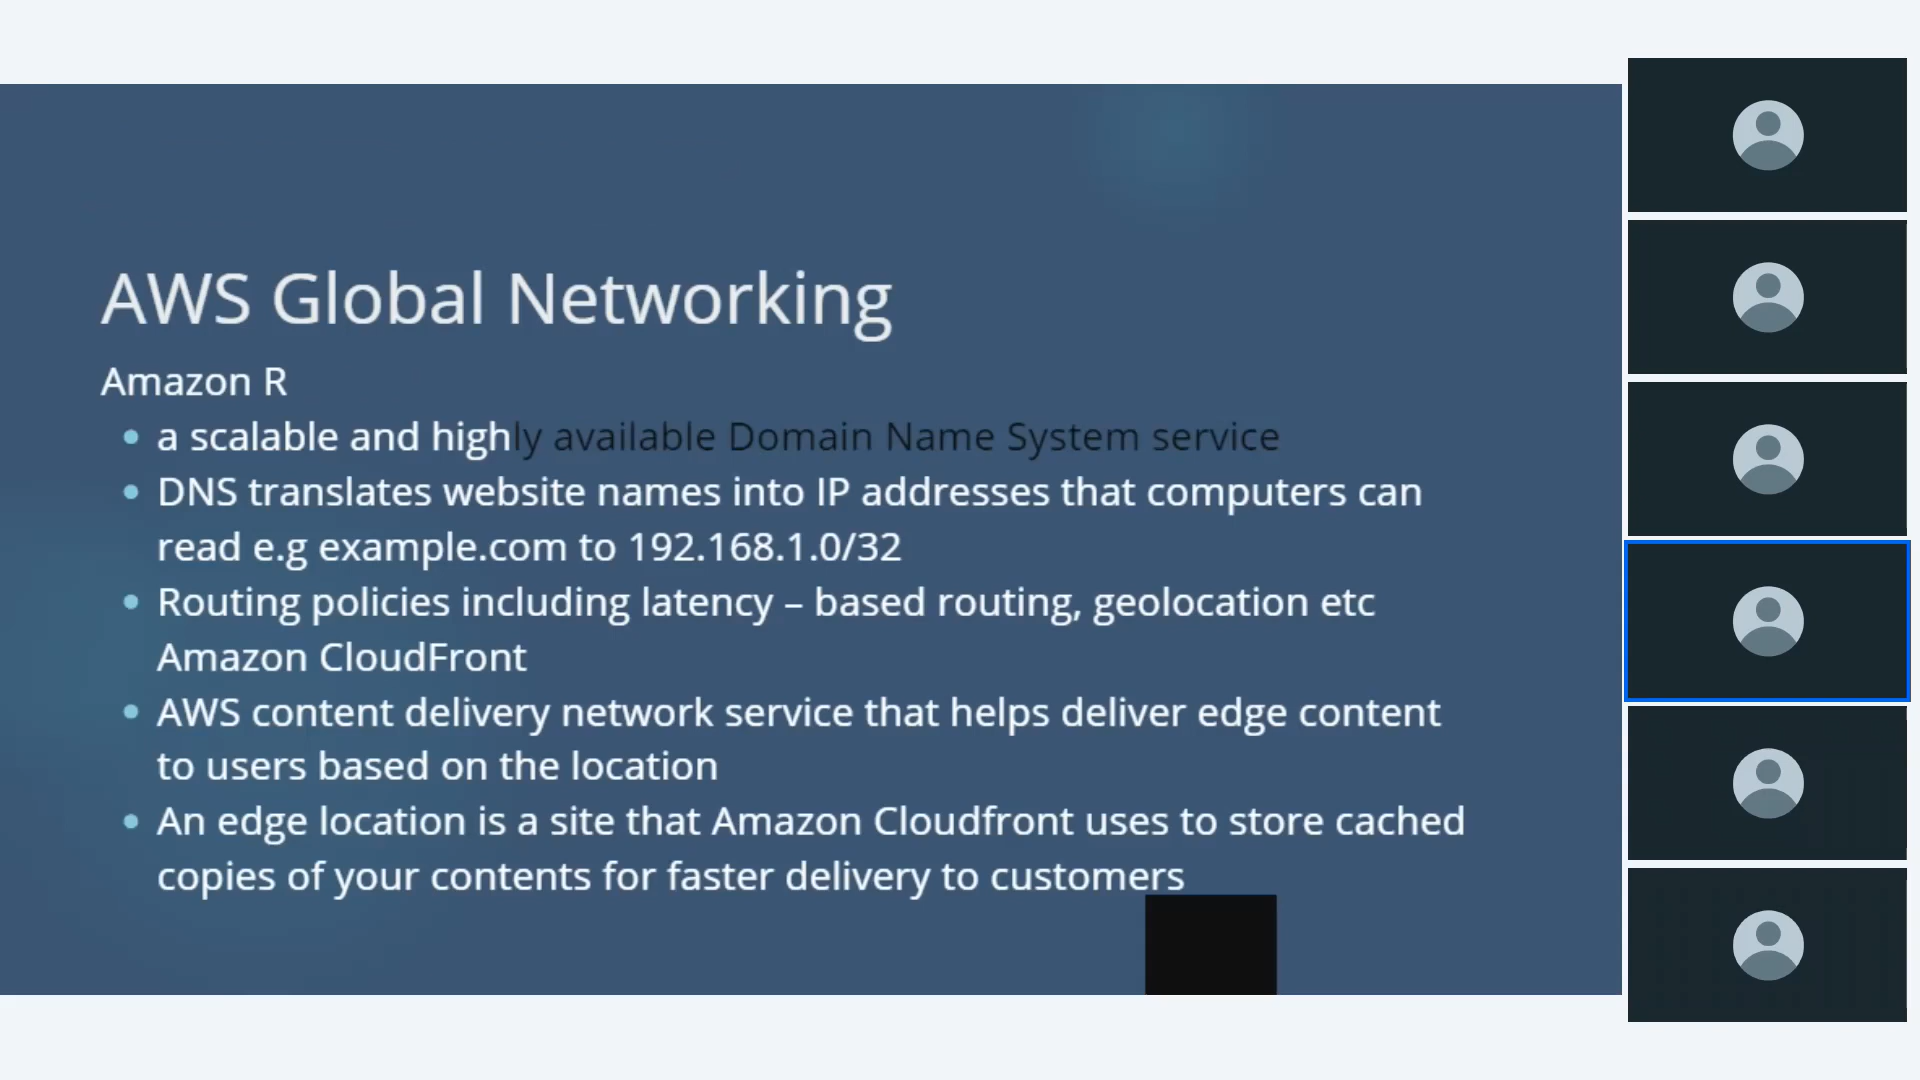 AWS Global Networking
Amazon R
a scalable and highly available Domain Name System service
DNS translates website names into IP addresses that computers can
read e.g example.com to 192.168.1.0/32
Routing policies including latency – based routing, geolocation etc
Amazon CloudFront
AWS content delivery network service that helps deliver edge content
to users based on the location
An edge location is a site that Amazon Cloudfront uses to store cached
copies of your contents for faster delivery to customers